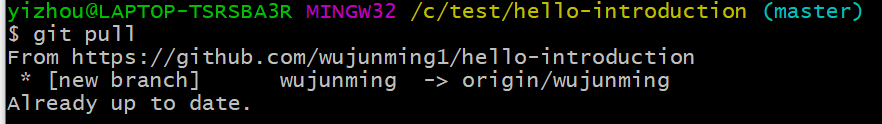 yizhou@LAPTOP-TSRSBA3R MINGW32 /c/test/hello-introduction (master)
$ git pull
From https://github.com/wujunming1/hello-introduction
 * [new branch]      wujunming  -> origin/wujunming
Already up to date.